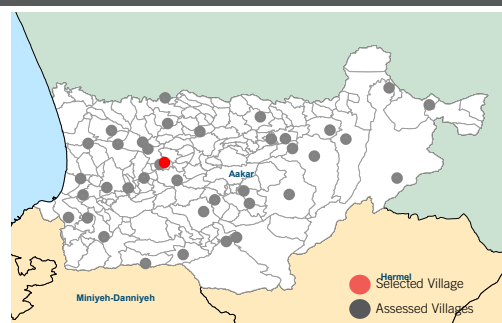 Aakar
Hermel
Selected Village
Miniyeh-Danniyeh
Assessed Villages